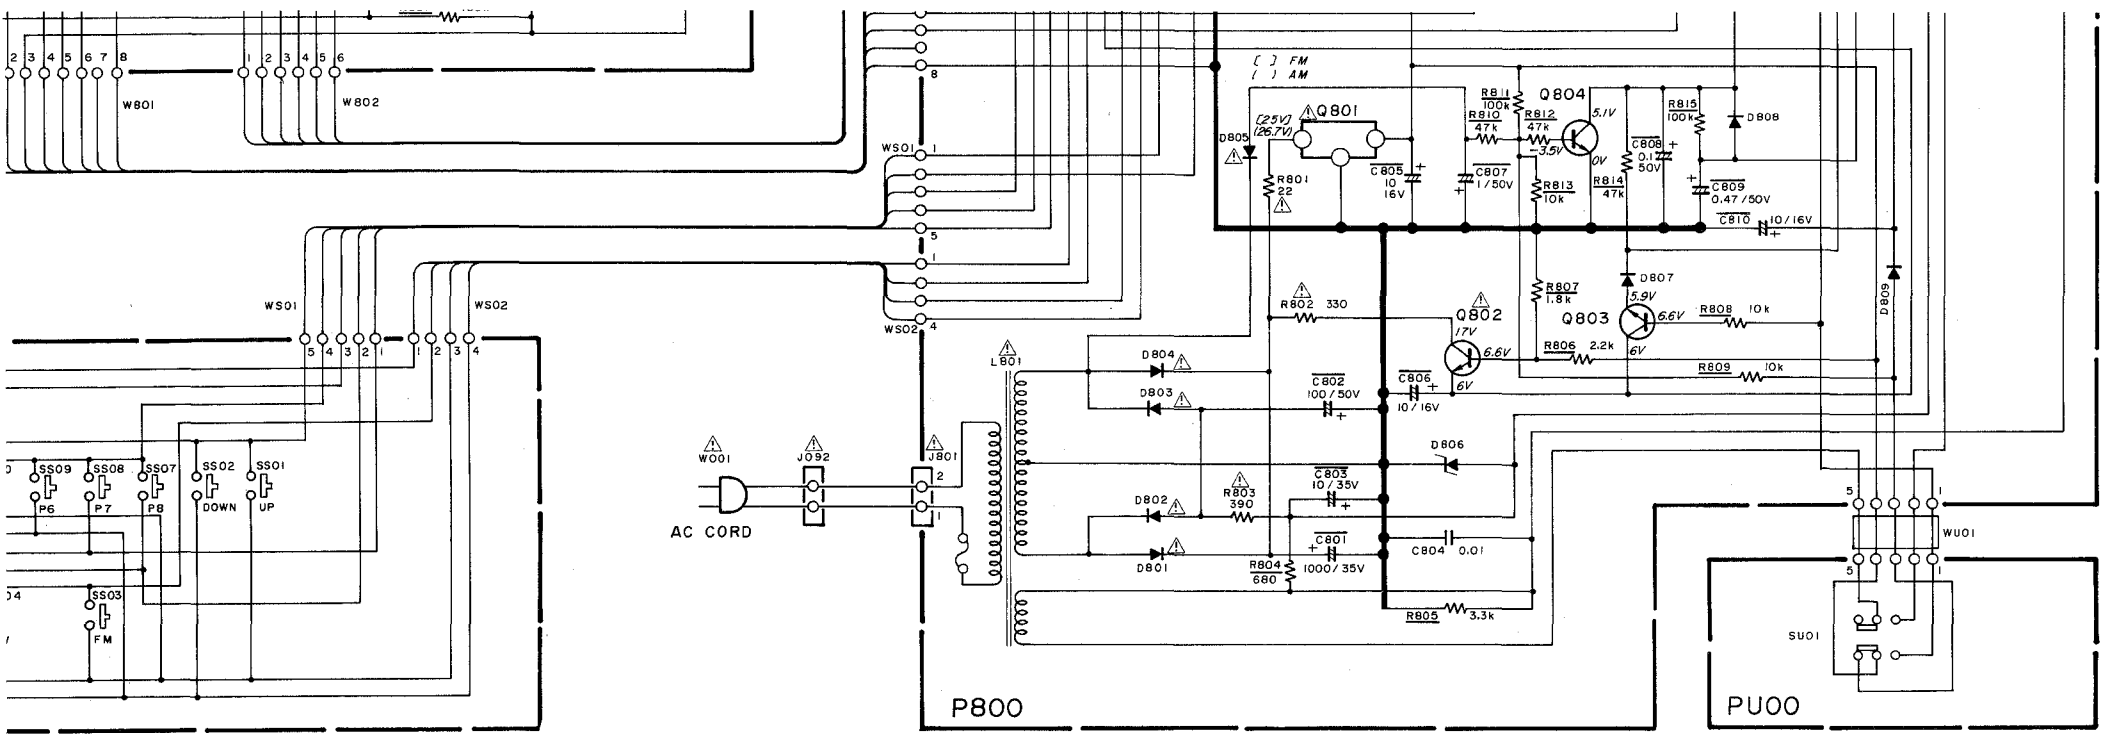 2 3 4 5 6 7 8
W801
1 2 3 4 5 6
W802
8
[ ] FM
( ) AM
Q801
[25V]
(26.7V)
D805
R801
22
C805
10
16V
R811
100k
R810
47k
R812
47k
Q804
5.1V
-3.5V
0V
C807
1/50V
R813
10k
R814
47k
C808
0.1
50V
R815
100k
D808
C809
0.47/50V
C810 10/16V
WS01 1
5
1
WS02 4
WS01
5 4 3 2 1
WS02
1 2 3 4
R802 330
Q802
17V
6.6V
6V
R807
1.8k
D807
5.9V
Q803
6.6V
6V
R808 10k
R806 2.2k
R809 10k
D809
L801
D804
D803
C802
100/50V
C806
10/16V
D806
W001
J092
J801
2
1
AC CORD
D802
D801
R803
390
C803
10/35V
C801
1000/35V
R804
680
C804 0.01
R805 3.3k
SS09
P6
SS08
P7
SS07
P8
SS02
DOWN
SS01
UP
SS03
FM
04
5 1
WU01
5 1
SU01
P800
PU00